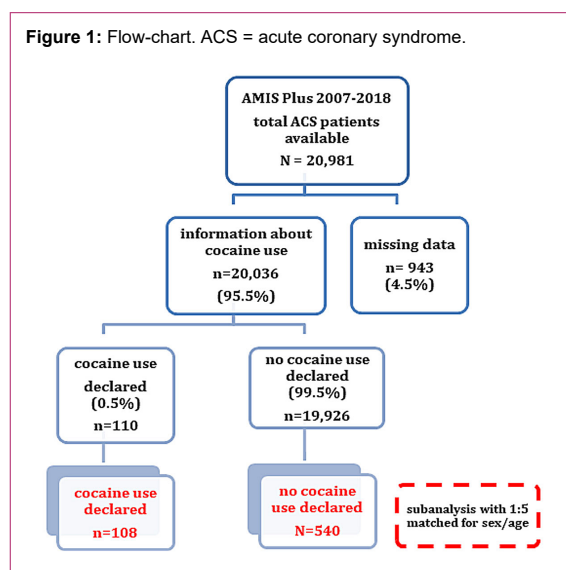 Figure 1: Flow-chart. ACS = acute coronary syndrome.
AMIS Plus 2007-2018
total ACS patients
available
N = 20,981
information about
cocaine use
n=20,036
(95.5%)
missing data
n= 943
(4.5%)
cocaine use
declared
(0.5%)
n=110
no cocaine use
declared
(99.5%)
n=19,926
cocaine use
declared
n=108
no cocaine
use declared
N=540
subanalysis with 1:5
matched for sex/age